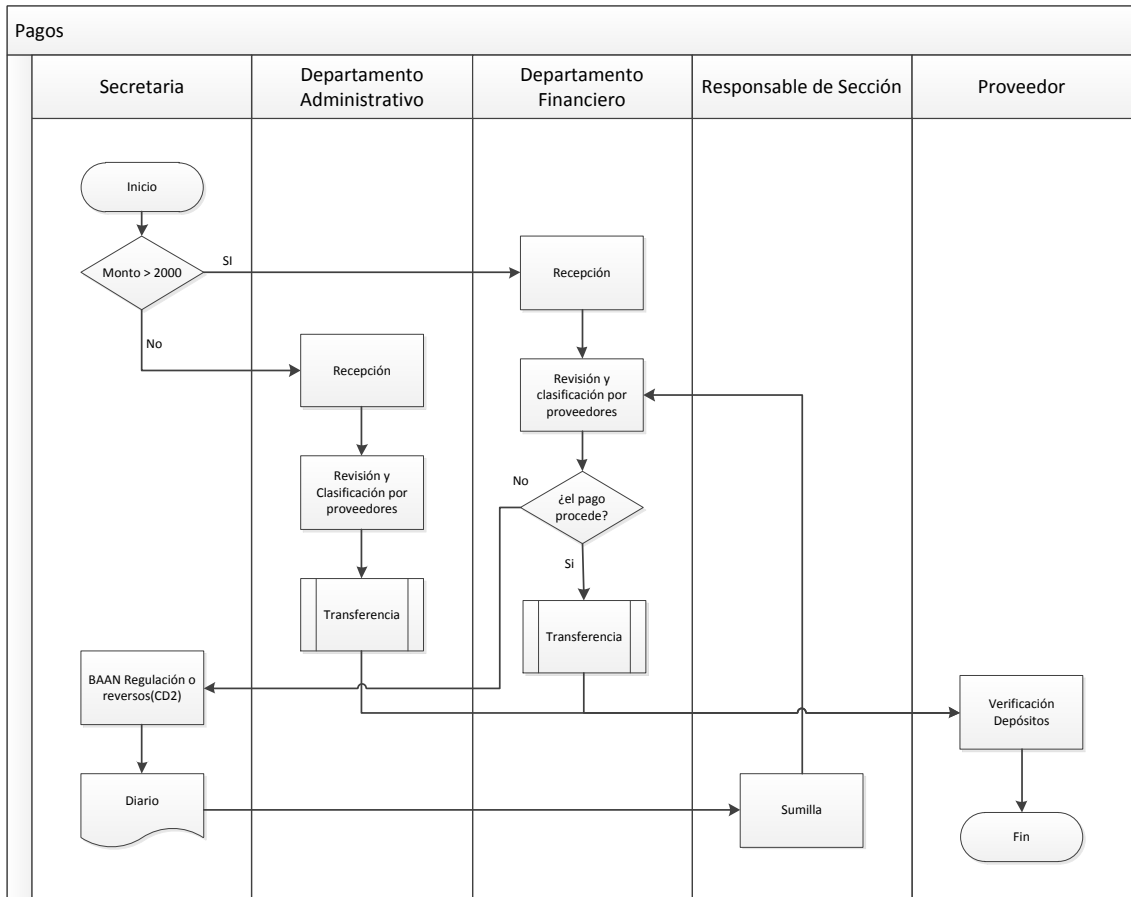 Pagos
Secretaria
Departamento
Administrativo
Departamento
Financiero
Responsable de Sección
Proveedor
Inicio
Monto > 2000
SI
Recepción
No
Recepción
Revisión y
clasificación por
proveedores
Revisión y
Clasificación por
proveedores
No
¿el pago
procede?
Si
Transferencia
Transferencia
BAAN Regulación o
reversos(CD2)
Verificación
Depósitos
Diario
Sumilla
Fin